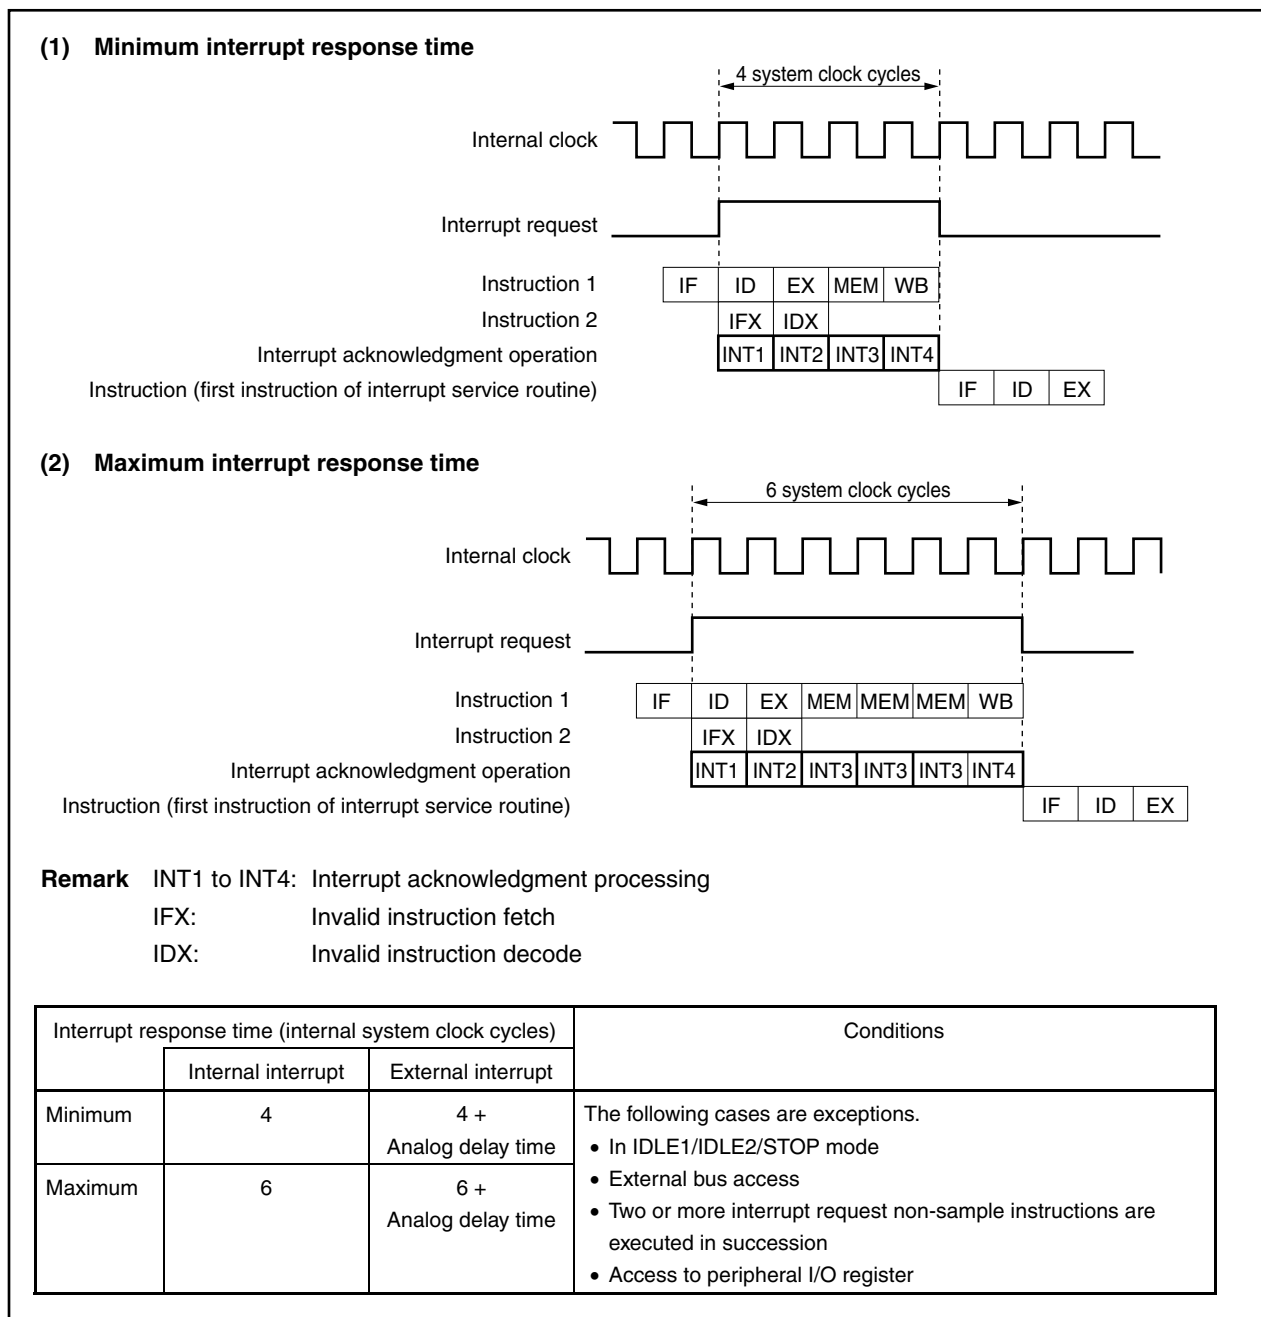 (1) Minimum interrupt response time
4 system clock cycles
Internal clock
Interrupt request
Instruction 1 IF ID EX MEM WB
Instruction 2 IFX IDX
Interrupt acknowledgment operation INT1 INT2 INT3 INT4
Instruction (first instruction of interrupt service routine) IF ID EX
(2) Maximum interrupt response time
6 system clock cycles
Internal clock
Interrupt request
Instruction 1 IF ID EX MEM MEM MEM WB
Instruction 2 IFX IDX
Interrupt acknowledgment operation INT1 INT2 INT3 INT3 INT3 INT4
Instruction (first instruction of interrupt service routine) IF ID EX
Remark INT1 to INT4: Interrupt acknowledgment processing
IFX: Invalid instruction fetch
IDX: Invalid instruction decode
Interrupt response time (internal system clock cycles) Conditions
Internal interrupt External interrupt
Minimum 4 4 +
Analog delay time
Maximum 6 6 +
Analog delay time
The following cases are exceptions.
• In IDLE1/IDLE2/STOP mode
• External bus access
• Two or more interrupt request non-sample instructions are
executed in succession
• Access to peripheral I/O register